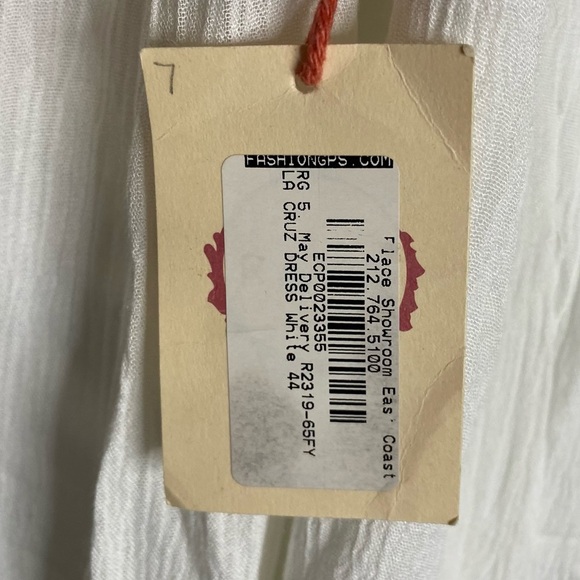 7
FASHIONGPS.COM
Place Showroom Eas' Coast
212.764.5100
ECP0023355
RG 5. May Delivery R2319-65FY
LA CRUZ DRESS White 44